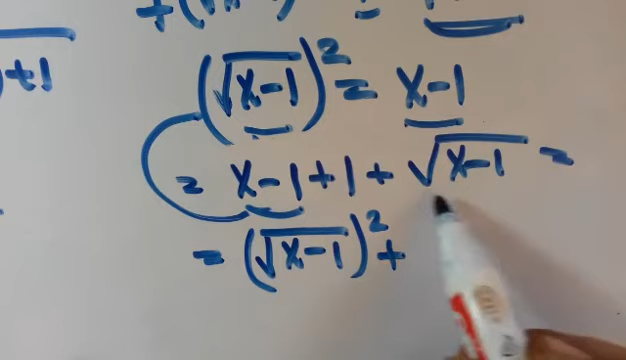 (√x-1)² = x-1
= x-1+1+√x-1 =
= (√x-1)² +